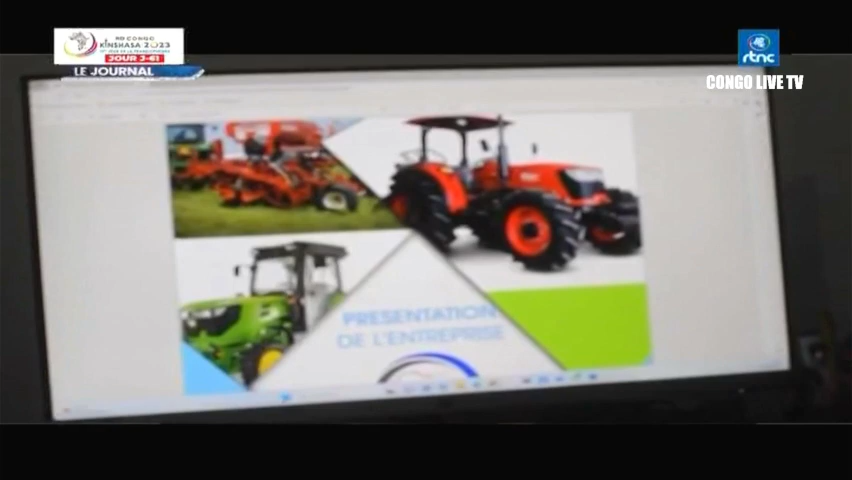 RD CONGO
KINSHASA 2023
JOUR J-61
LE JOURNAL
rtnc
CONGO LIVE TV
PRESENTATION
DE L'ENTREPRISE